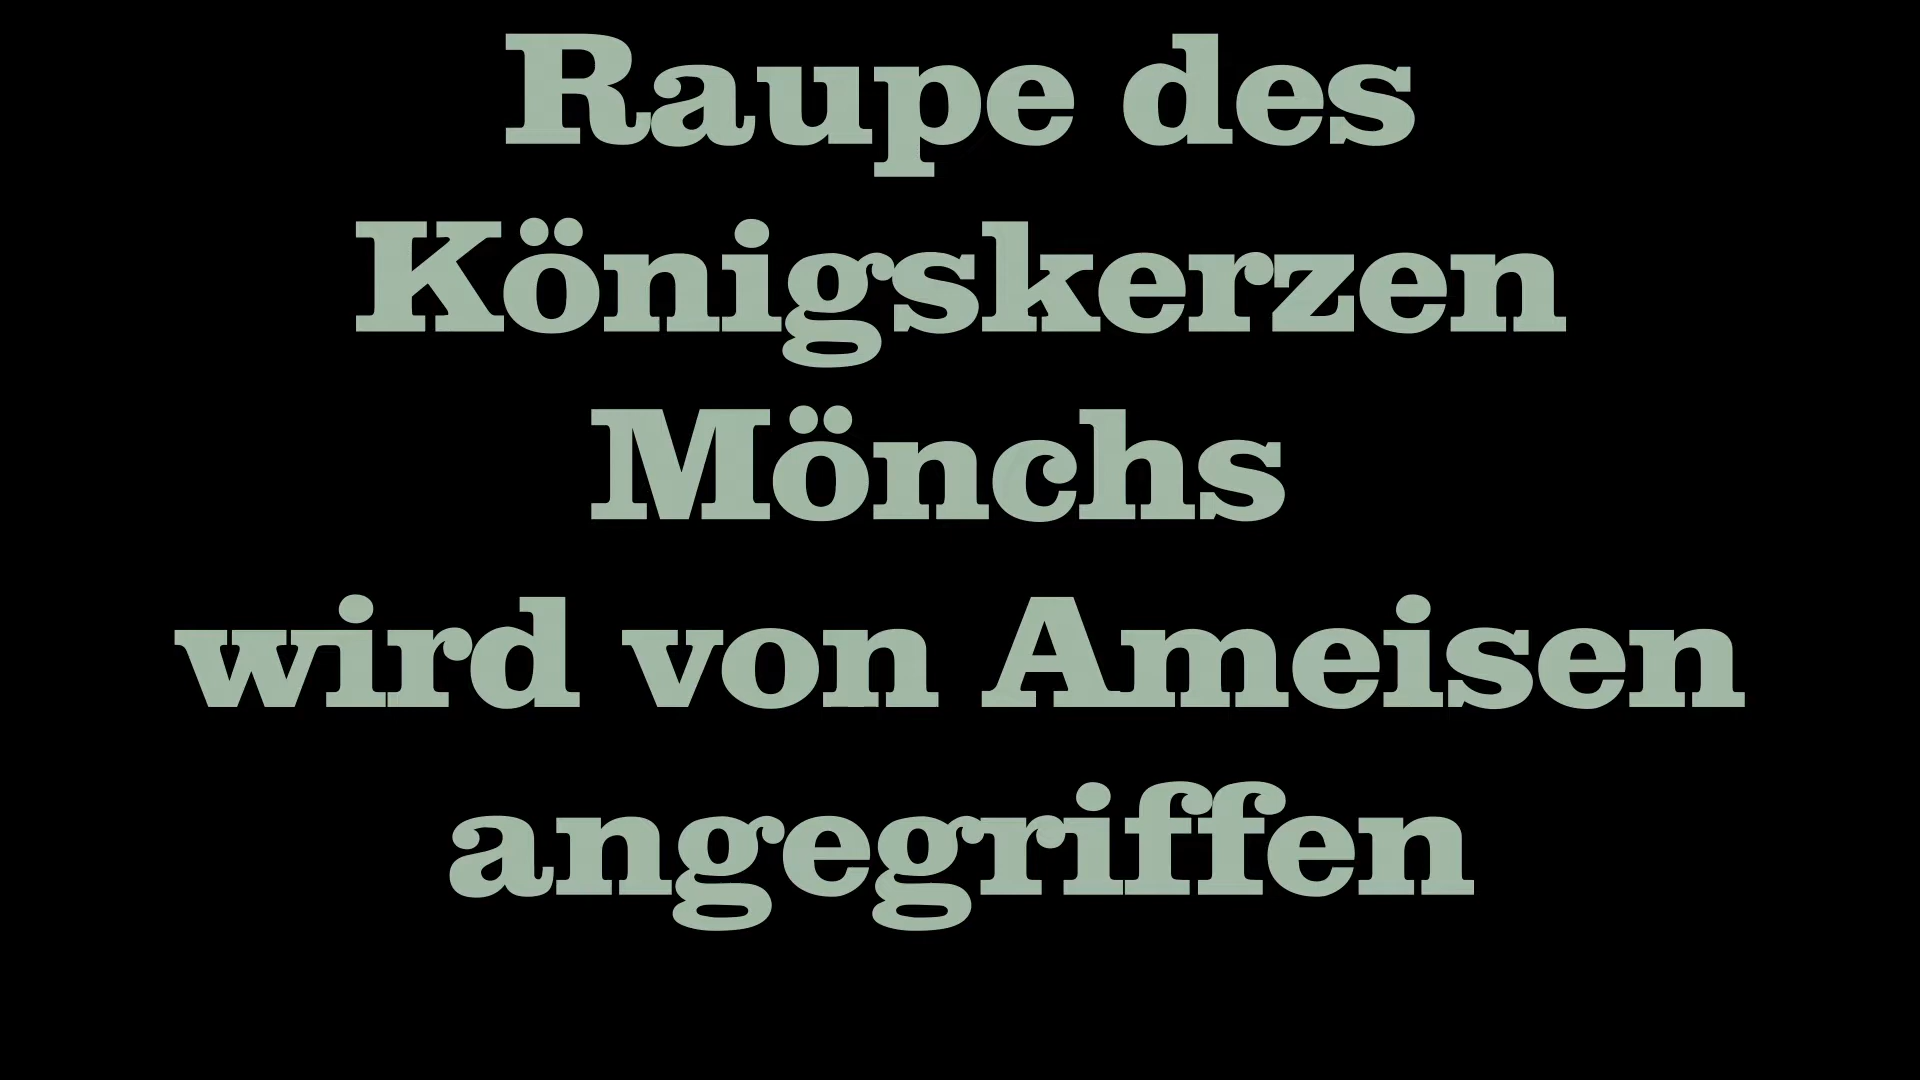 Raupe des
Königskerzen
Mönchs
wird von Ameisen
angegriffen